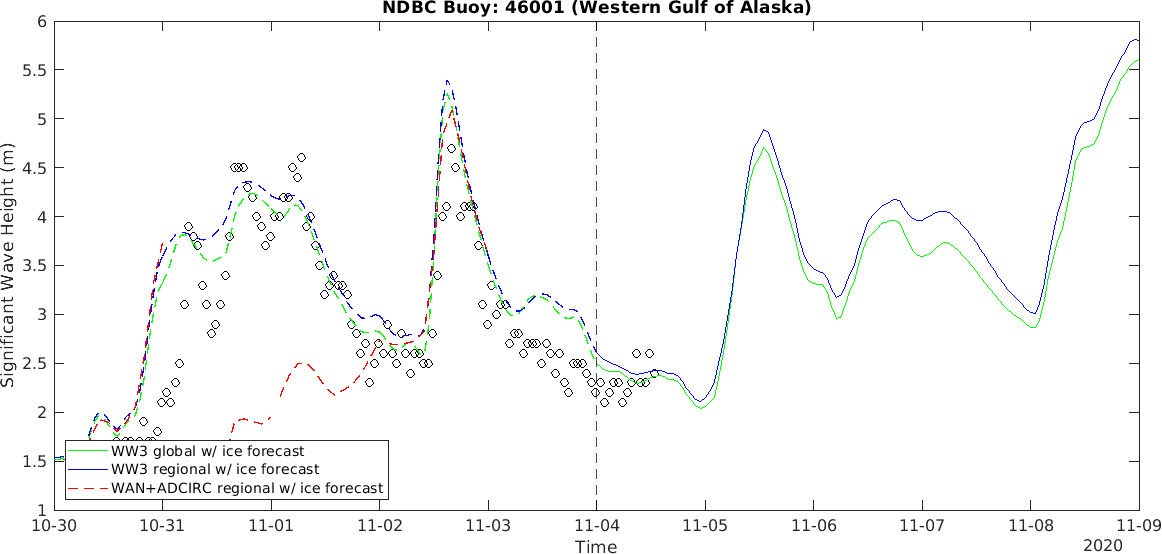 NDBC Buoy: 46001 (Western Gulf of Alaska)
6
5.5
5
4.5
4
3.5
3
2.5
2
1.5
1
Significant Wave Height (m)
WW3 global w/ ice forecast
WW3 regional w/ ice forecast
WAN+ADCIRC regional w/ ice forecast
10-30 10-31 11-01 11-02 11-03 11-04 11-05 11-06 11-07 11-08 11-09
Time
2020